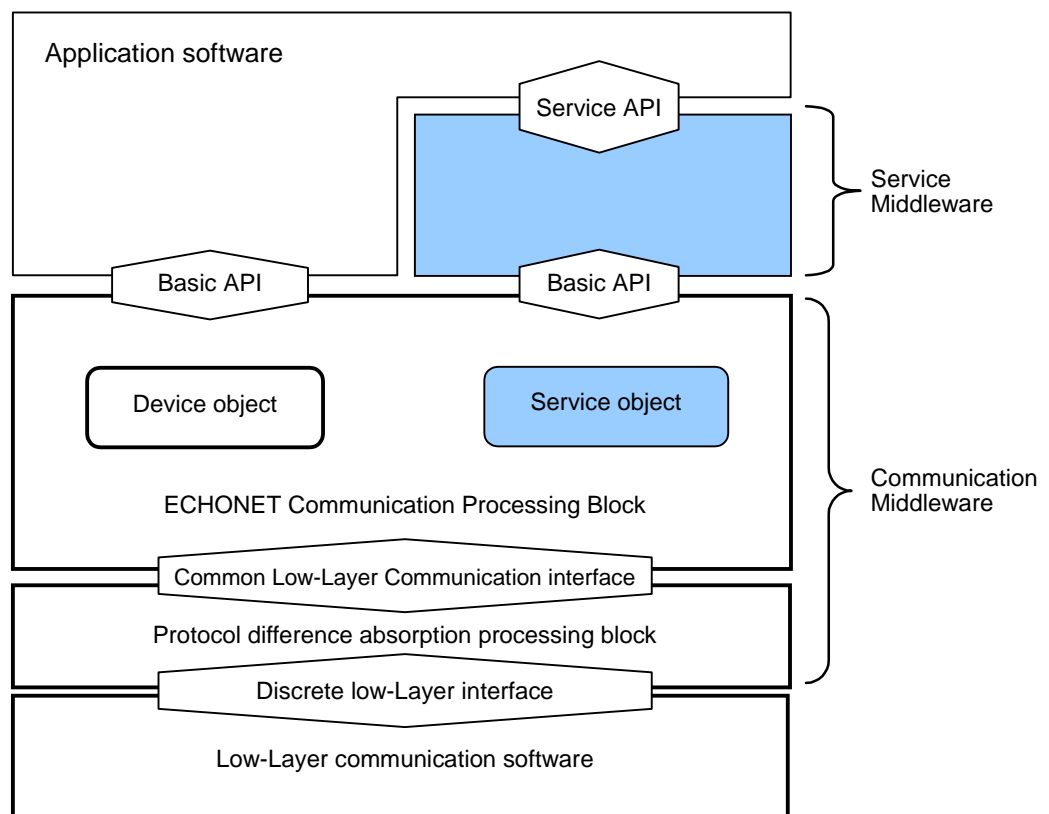 Application software
Service API
Service
Middleware
Basic API
Basic API
Device object
Service object
Communication
Middleware
ECHONET Communication Processing Block
Common Low-Layer Communication interface
Protocol difference absorption processing block
Discrete low-Layer interface
Low-Layer communication software